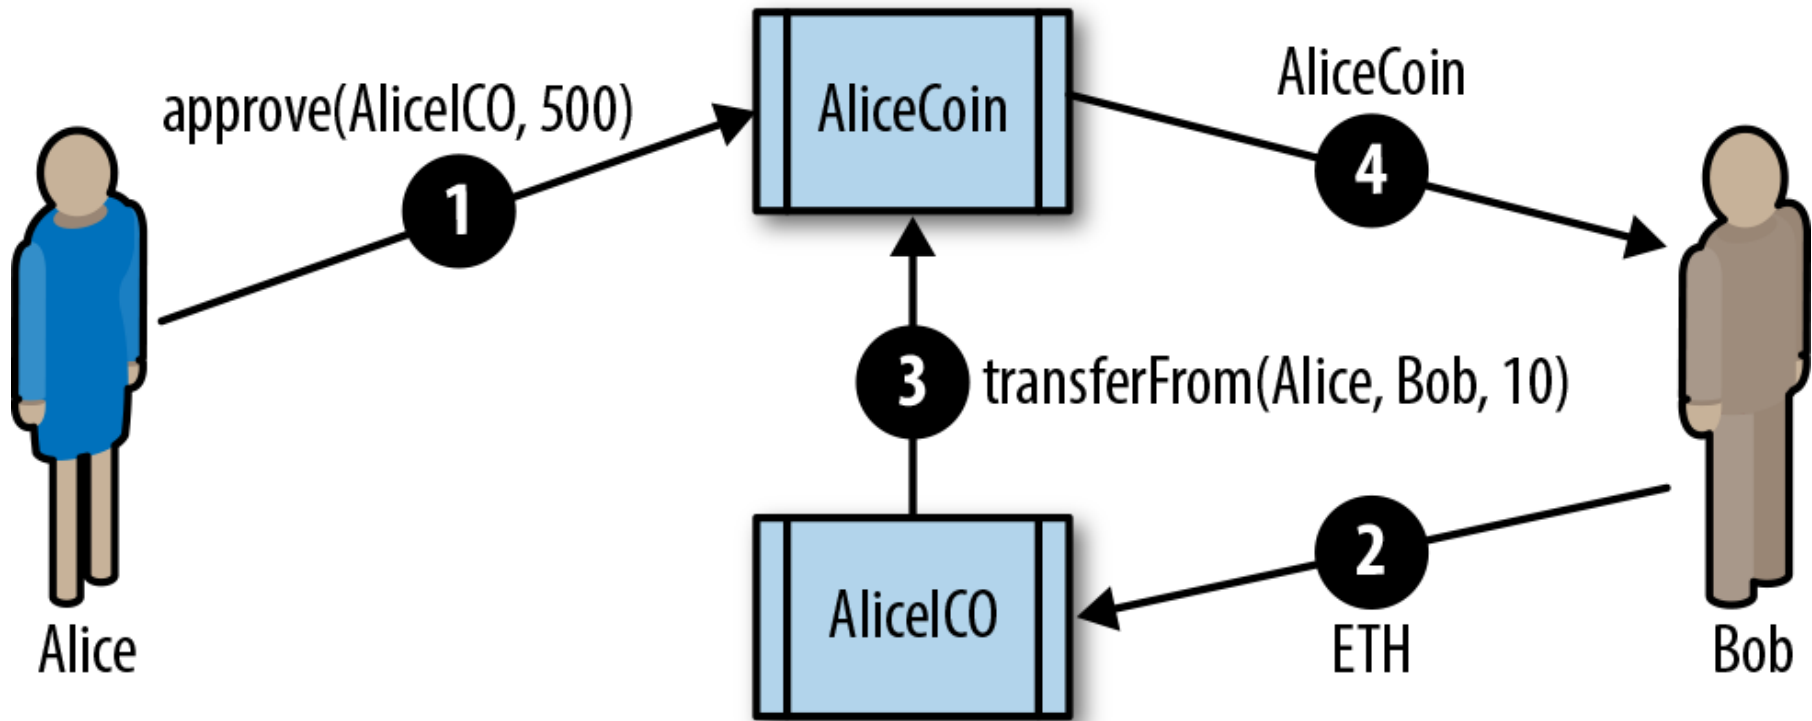 AliceCoin
AliceCoin
approve(AliceICO, 500)
1
4
3
transferFrom(Alice, Bob, 10)
2
AliceICO
ETH
Alice
Bob